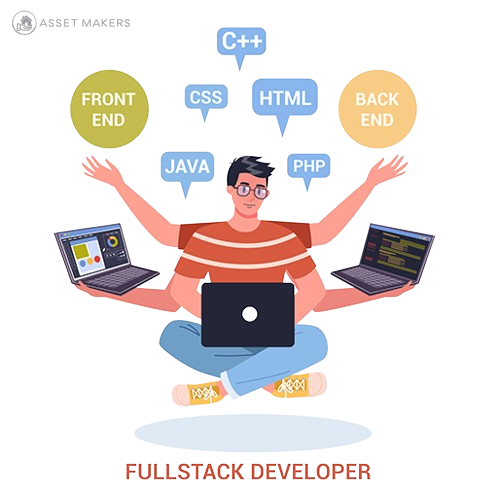 ASSET MAKERS
C++
FRONT
END
CSS
HTML
BACK
END
JAVA
PHP
FULLSTACK DEVELOPER